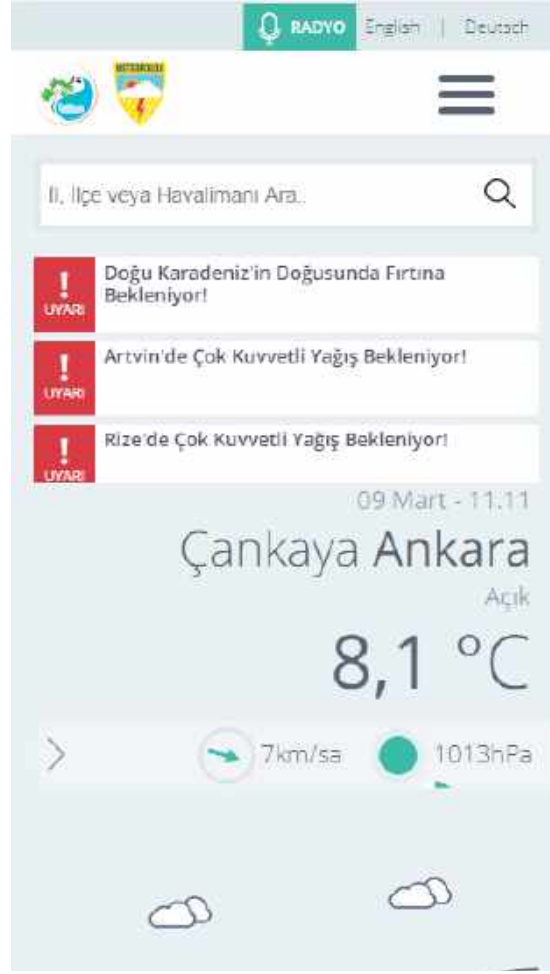 RADYO English | Deutsch
METEOROLOJİ
İl, İlçe veya Havalimanı Ara..
! UYARI
Doğu Karadeniz'in Doğusunda Fırtına
Bekleniyor!
! UYARI
Artvin'de Çok Kuvvetli Yağış Bekleniyor!
! UYARI
Rize'de Çok Kuvvetli Yağış Bekleniyor!
09 Mart - 11.11
Çankaya Ankara
Açık
8,1 °C
7km/sa 1013hPa